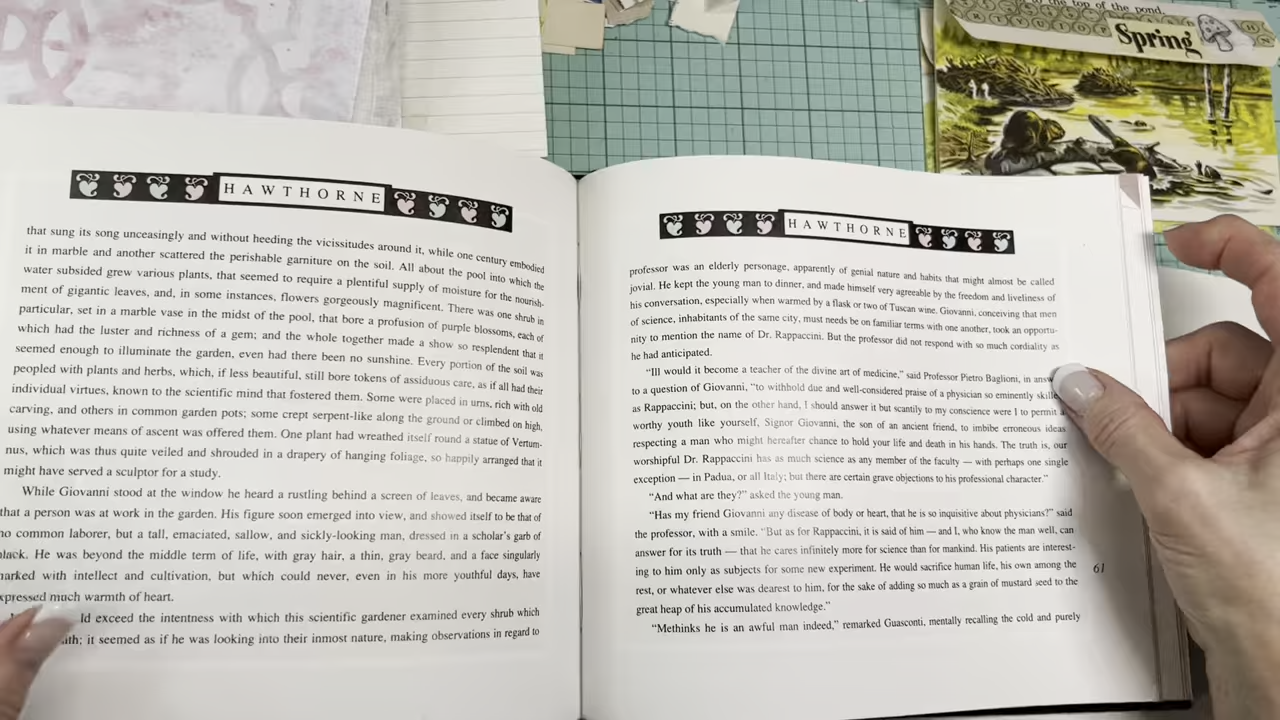 to the top of the pond.
Spring
HAWTHORNE
that sung its song unceasingly and without heeding the vicissitudes around it, while one century embodied
it in marble and another scattered the perishable garniture on the soil. All about the pool into which the
water subsided grew various plants, that seemed to require a plentiful supply of moisture for the nourish-
ment of gigantic leaves, and, in some instances, flowers gorgeously magnificent. There was one shrub in
particular, set in a marble vase in the midst of the pool, that bore a profusion of purple blossoms, each of
which had the luster and richness of a gem; and the whole together made a show so resplendent that it
seemed enough to illuminate the garden, even had there been no sunshine. Every portion of the soil was
peopled with plants and herbs, which, if less beautiful, still bore tokens of assiduous care, as if all had their
individual virtues, known to the scientific mind that fostered them. Some were placed in urns, rich with old
carving, and others in common garden pots; some crept serpent-like along the ground or climbed on high,
using whatever means of ascent was offered them. One plant had wreathed itself round a statue of Vertum-
nus, which was thus quite veiled and shrouded in a drapery of hanging foliage, so happily arranged that it
might have served a sculptor for a study.
While Giovanni stood at the window he heard a rustling behind a screen of leaves, and became aware
that a person was at work in the garden. His figure soon emerged into view, and showed itself to be that of
no common laborer, but a tall, emaciated, sallow, and sickly-looking man, dressed in a scholar's garb of
black. He was beyond the middle term of life, with gray hair, a thin, gray beard, and a face singularly
marked with intellect and cultivation, but which could never, even in his more youthful days, have
expressed much warmth of heart.
ld exceed the intentness with which this scientific gardener examined every shrub which
ath; it seemed as if he was looking into their inmost nature, making observations in regard to
HAWTHORNE
professor was an elderly personage, apparently of genial nature and habits that might almost be called
jovial. He kept the young man to dinner, and made himself very agreeable by the freedom and liveliness of
his conversation, especially when warmed by a flask or two of Tuscan wine. Giovanni, conceiving that men
of science, inhabitants of the same city, must needs be on familiar terms with one another, took an opportu-
nity to mention the name of Dr. Rappaccini. But the professor did not respond with so much cordiality as
he had anticipated.
"Ill would it become a teacher of the divine art of medicine," said Professor Pietro Baglioni, in answ
to a question of Giovanni, "to withhold due and well-considered praise of a physician so eminently skille
as Rappaccini; but, on the other hand, I should answer it but scantily to my conscience were I to permit a
worthy youth like yourself, Signor Giovanni, the son of an ancient friend, to imbibe erroneous ideas
respecting a man who might hereafter chance to hold your life and death in his hands. The truth is, our
worshipful Dr. Rappaccini has as much science as any member of the faculty — with perhaps one single
exception — in Padua, or all Italy; but there are certain grave objections to his professional character."
"And what are they?" asked the young man.
"Has my friend Giovanni any disease of body or heart, that he is so inquisitive about physicians?" said
the professor, with a smile. "But as for Rappaccini, it is said of him — and I, who know the man well, can
answer for its truth — that he cares infinitely more for science than for mankind. His patients are interest-
ing to him only as subjects for some new experiment. He would sacrifice human life, his own among the
rest, or whatever else was dearest to him, for the sake of adding so much as a grain of mustard seed to the
great heap of his accumulated knowledge."
"Methinks he is an awful man indeed," remarked Guasconti, mentally recalling the cold and purely
61